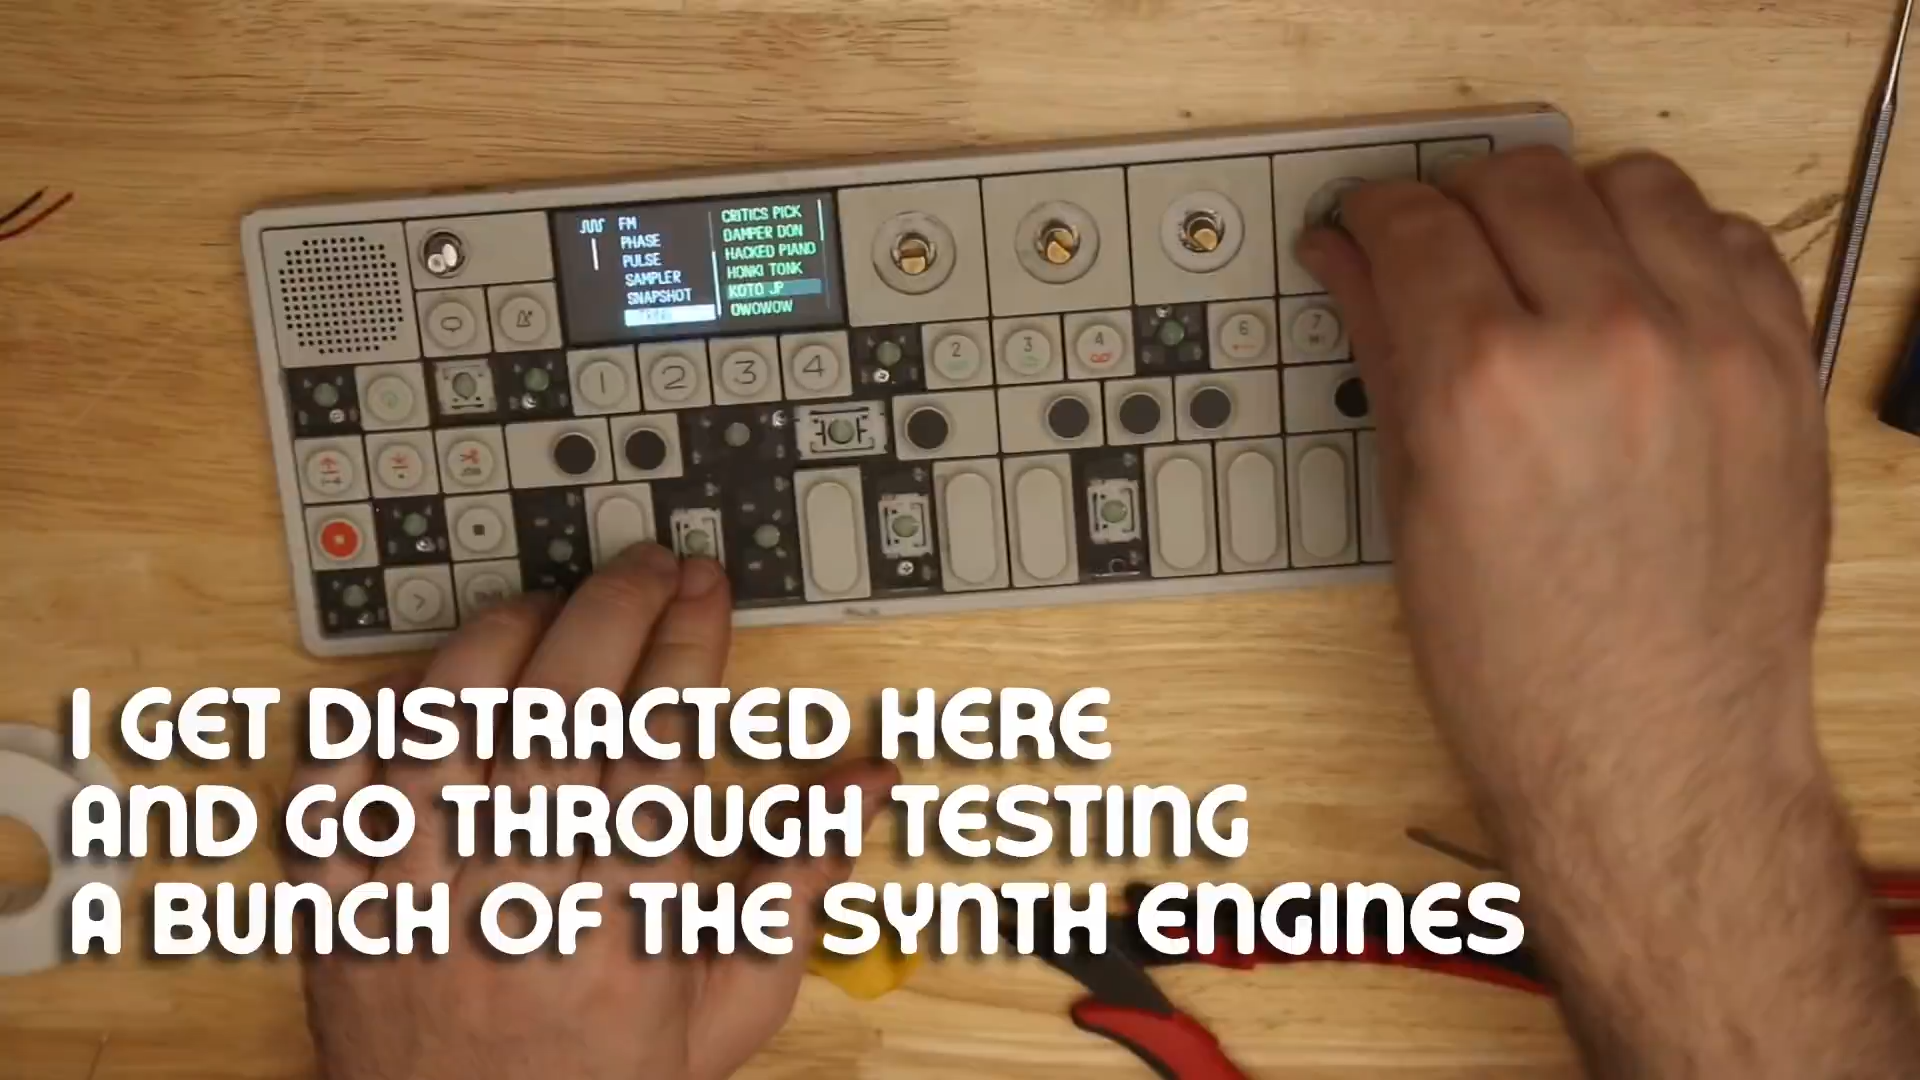 FM
PHASE
PULSE
SAMPLER
SNAPSHOT
CRITICS PICK
DAMPER DON
HACKED PIANO
HONKI TONK
KOTO JP
OWOWOW
1 2 3 4
2 3 4 6 7
I GET DISTRACTED HERE
AND GO THROUGH TESTING
A BUNCH OF THE SYNTH ENGINES